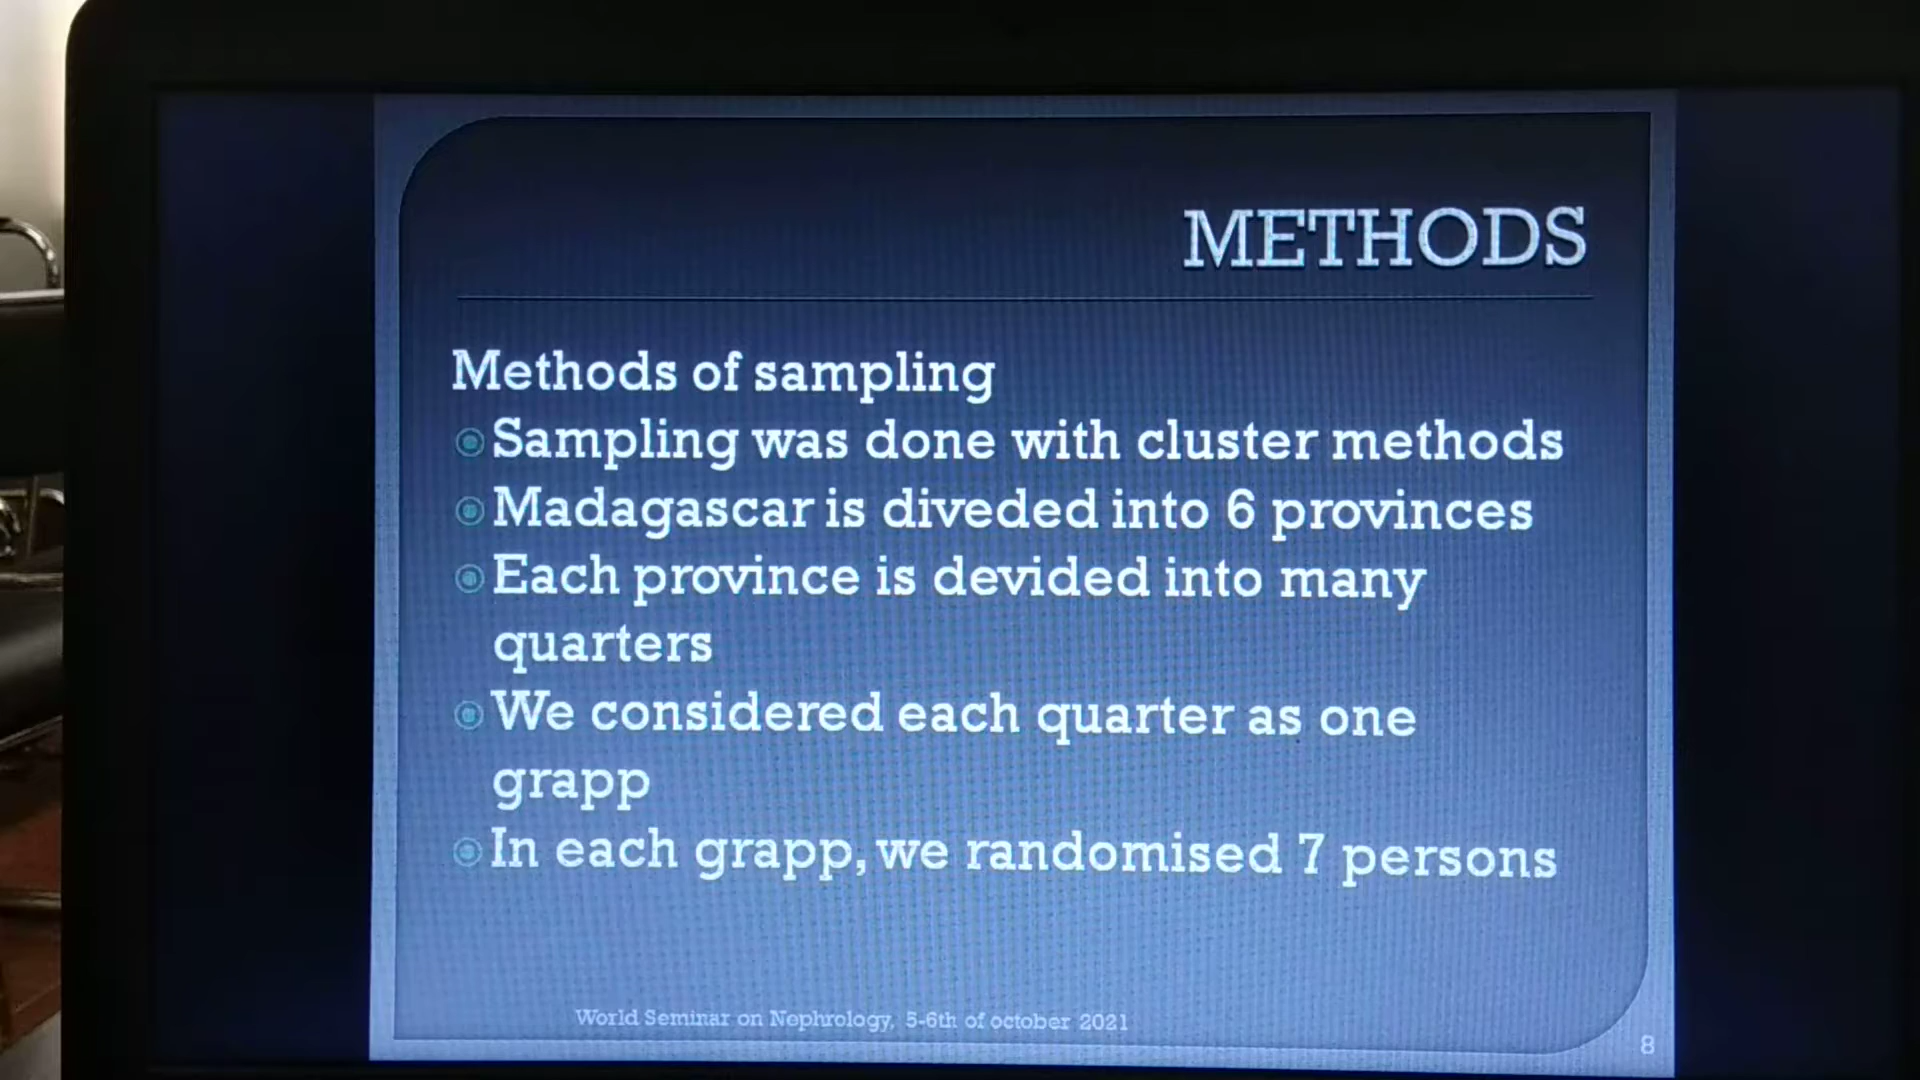 METHODS
Methods of sampling
Sampling was done with cluster methods
Madagascar is diveded into 6 provinces
Each province is devided into many
quarters
We considered each quarter as one
grapp
In each grapp, we randomised 7 persons
World Seminar on Nephrology, 5-6th of october 2021
8